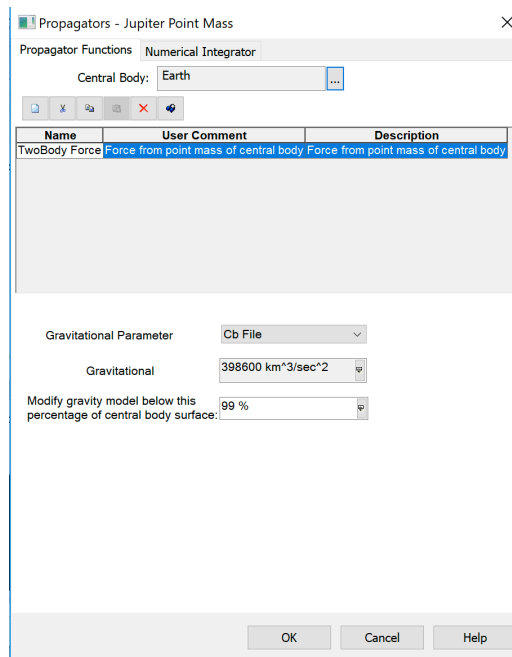 Propagators - Jupiter Point Mass
Propagator Functions Numerical Integrator
Central Body: Earth ...
Name User Comment Description
TwoBody Force Force from point mass of central body Force from point mass of central body
Gravitational Parameter Cb File
Gravitational 398600 km^3/sec^2
Modify gravity model below this
percentage of central body surface: 99 %
OK Cancel Help